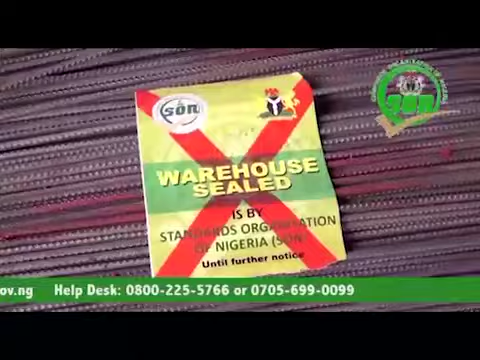 SON
SON
WAREHOUSE
SEALED
IS BY
STANDARDS ORGANISATION
OF NIGERIA (SON
Until further notice
ov.ng Help Desk: 0800-225-5766 or 0705-699-0099